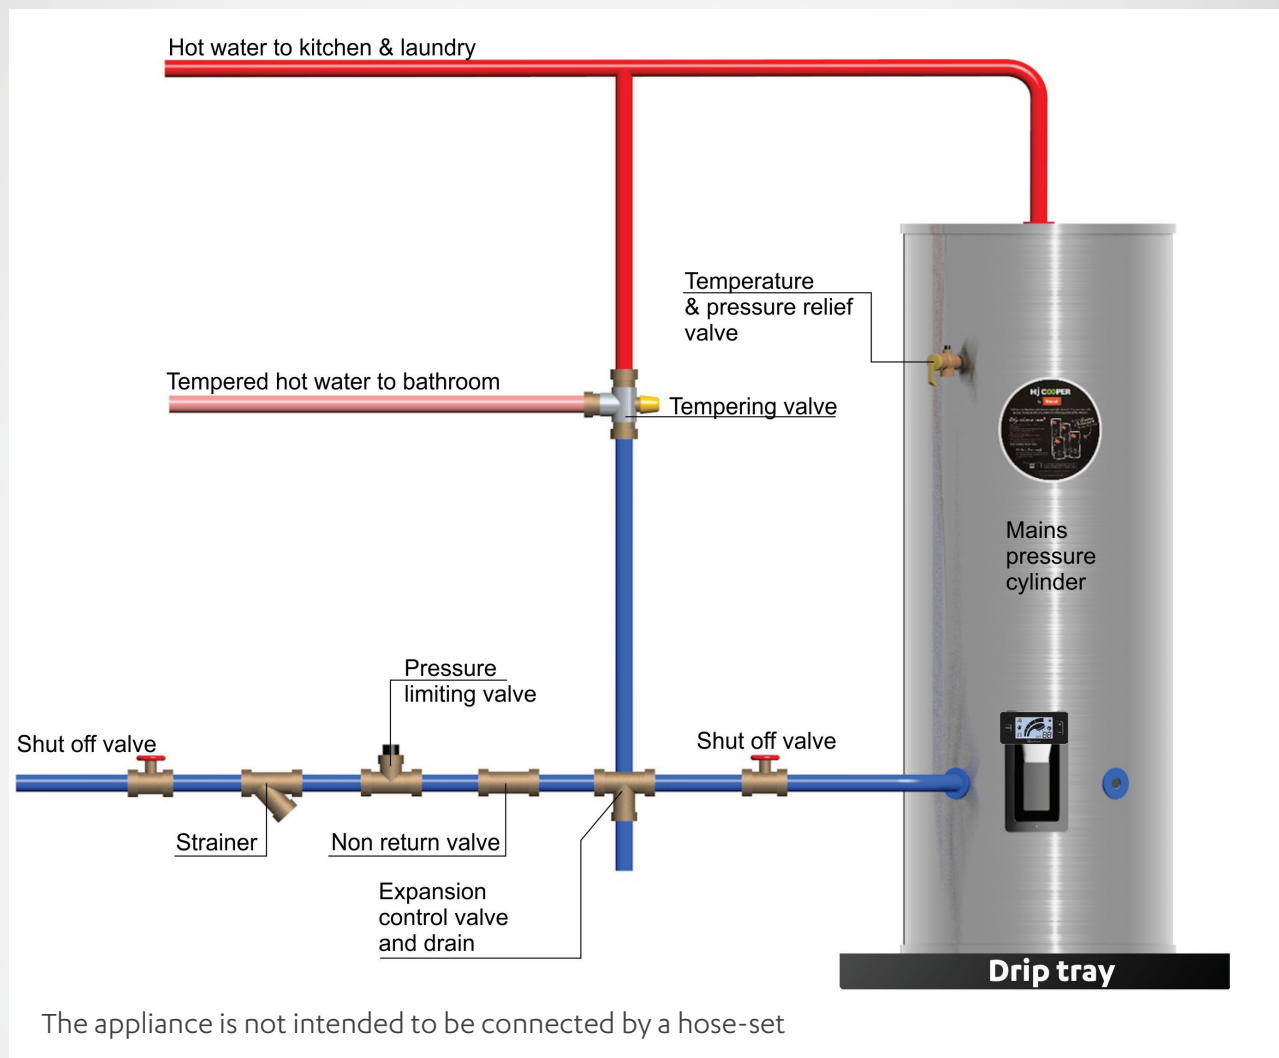 Hot water to kitchen & laundry
Temperature
& pressure relief
valve
Tempered hot water to bathroom
Tempering valve
HJ COOPER
Mains
pressure
cylinder
Pressure
limiting valve
Shut off valve
Shut off valve
Strainer
Non return valve
Expansion
control valve
and drain
Drip tray
The appliance is not intended to be connected by a hose-set